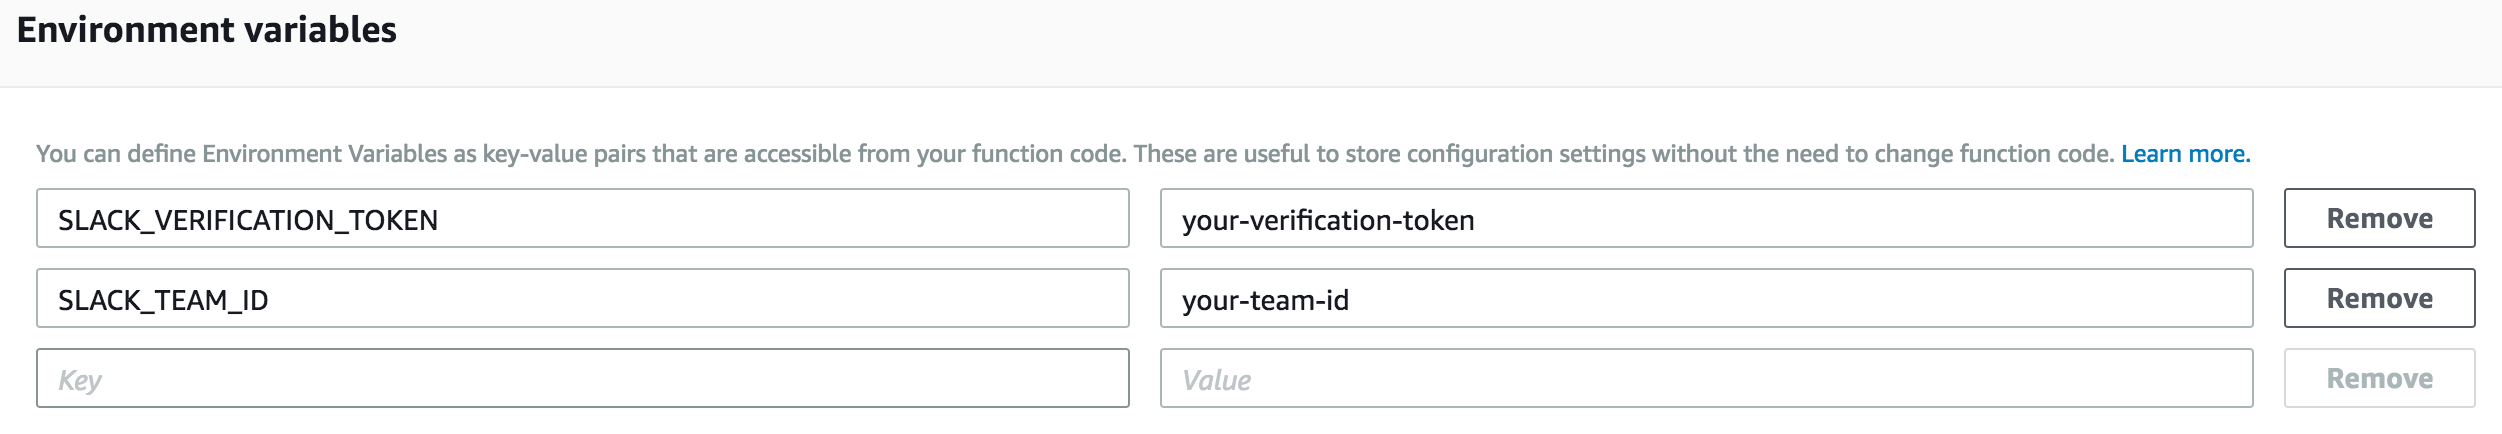 Environment variables
You can define Environment Variables as key-value pairs that are accessible from your function code. These are useful to store configuration settings without the need to change function code. Learn more.
SLACK_VERIFICATION_TOKEN your-verification-token Remove
SLACK_TEAM_ID your-team-id Remove
Key Value Remove